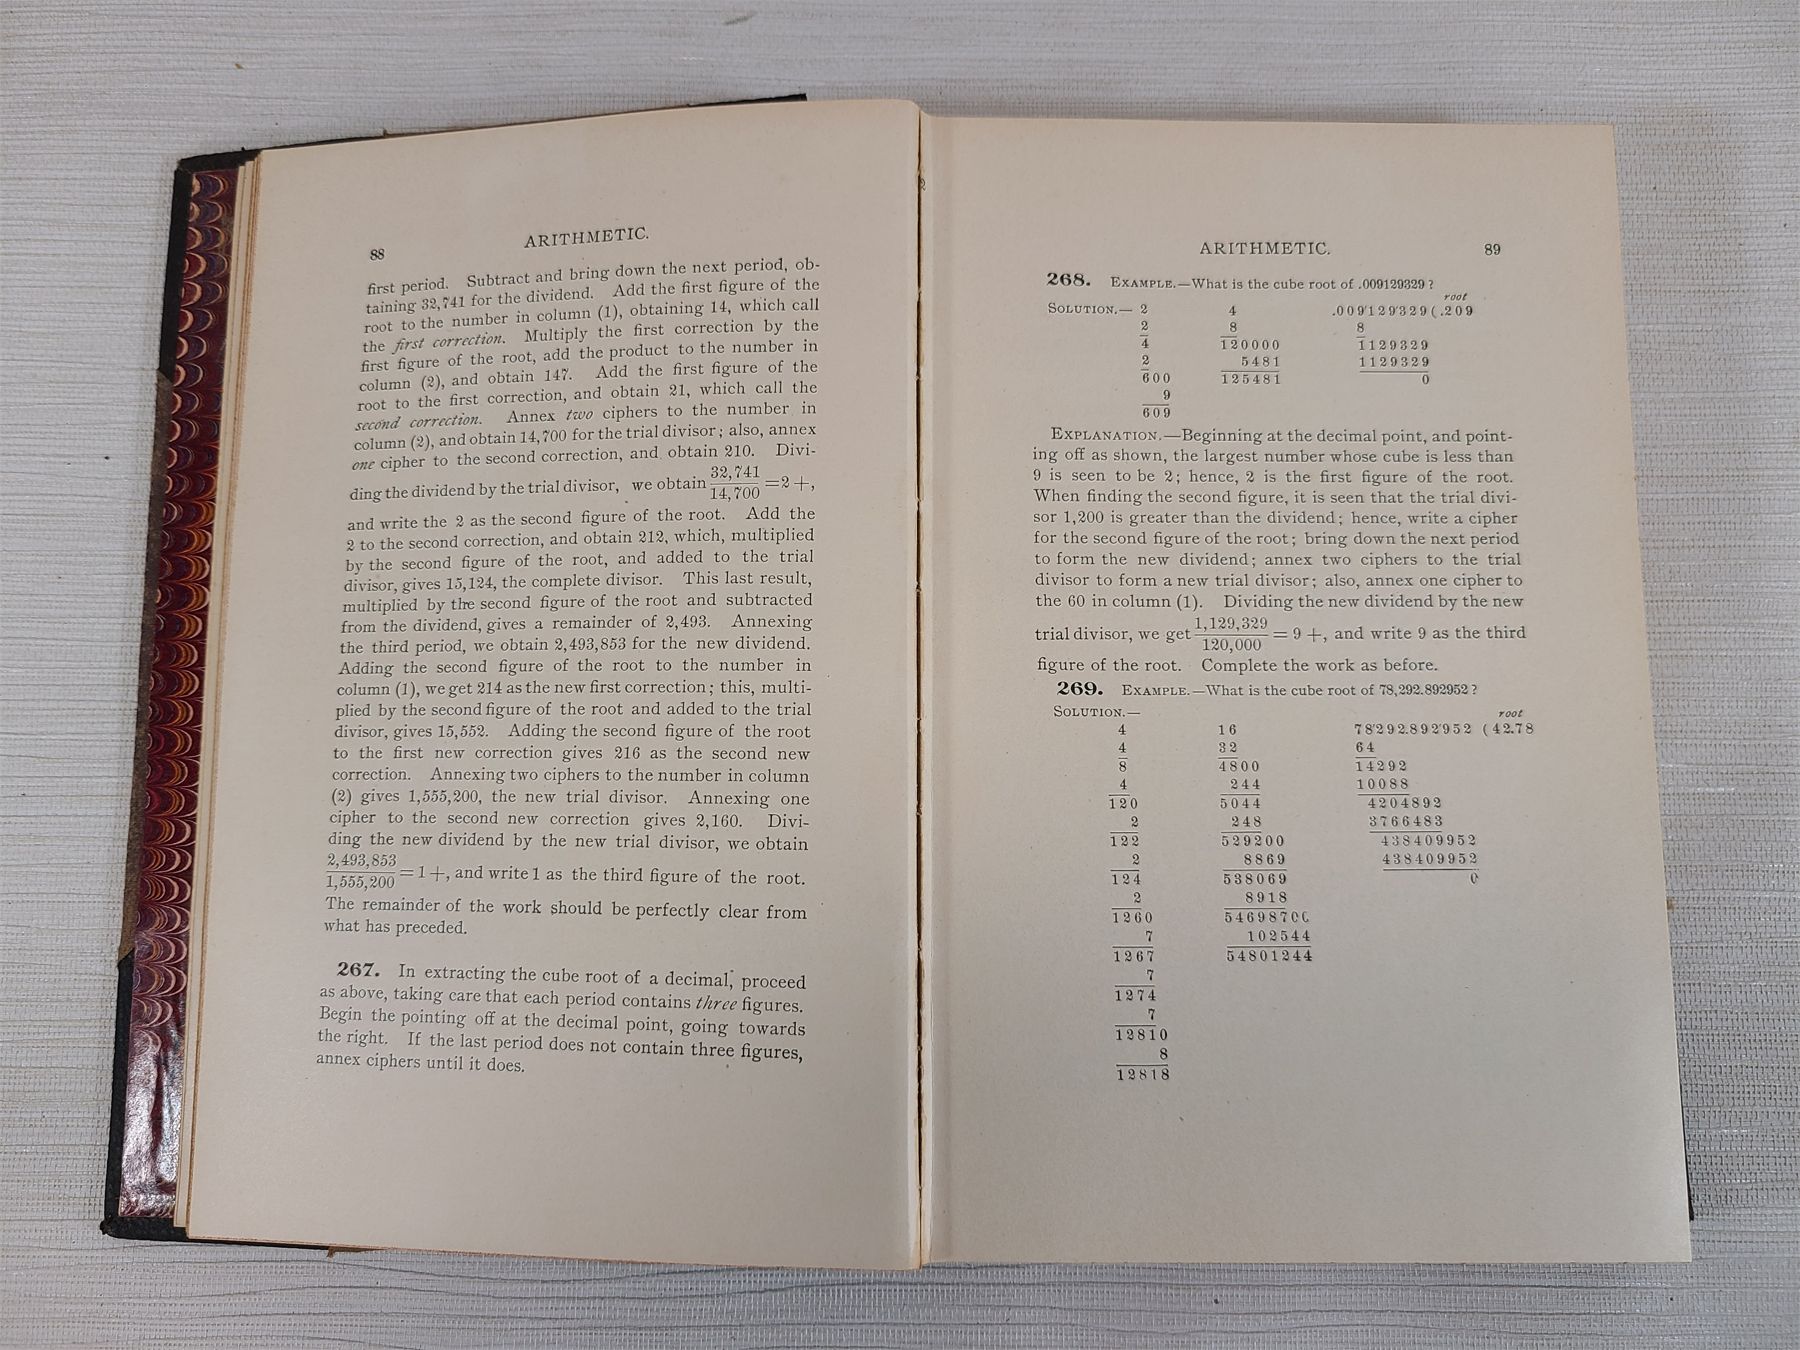 88
ARITHMETIC.
first period. Subtract and bring down the next period, ob-
taining 32,741 for the dividend. Add the first figure of the
root to the number in column (1), obtaining 14, which call
the first correction. Multiply the first correction by the
first figure of the root, add the product to the number in
column (2), and obtain 147. Add the first figure of the
root to the first correction, and obtain 21, which call the
second correction. Annex two ciphers to the number in
column (2), and obtain 14,700 for the trial divisor; also, annex
one cipher to the second correction, and obtain 210. Divi-
ding the dividend by the trial divisor, we obtain 32,741/14,700 = 2 +,
and write the 2 as the second figure of the root. Add the
2 to the second correction, and obtain 212, which, multiplied
by the second figure of the root, and added to the trial
divisor, gives 15,124, the complete divisor. This last result,
multiplied by the second figure of the root and subtracted
from the dividend, gives a remainder of 2,493. Annexing
the third period, we obtain 2,493,853 for the new dividend.
Adding the second figure of the root to the number in
column (1), we get 214 as the new first correction; this, multi-
plied by the second figure of the root and added to the trial
divisor, gives 15,552. Adding the second figure of the root
to the first new correction gives 216 as the second new
correction. Annexing two ciphers to the number in column
(2) gives 1,555,200, the new trial divisor. Annexing one
cipher to the second new correction gives 2,160. Divi-
ding the new dividend by the new trial divisor, we obtain
2,493,853/1,555,200 = 1 +, and write 1 as the third figure of the root.
The remainder of the work should be perfectly clear from
what has preceded.
267. In extracting the cube root of a decimal, proceed
as above, taking care that each period contains three figures.
Begin the pointing off at the decimal point, going towards
the right. If the last period does not contain three figures,
annex ciphers until it does.
ARITHMETIC. 89
268. EXAMPLE.—What is the cube root of .009129329?
root
SOLUTION.— 2 4 .009'129'329(.209
2 8 8
4 120000 1129329
2 5481 1129329
600 125481 0
9
609
EXPLANATION.—Beginning at the decimal point, and point-
ing off as shown, the largest number whose cube is less than
9 is seen to be 2; hence, 2 is the first figure of the root.
When finding the second figure, it is seen that the trial divi-
sor 1,200 is greater than the dividend; hence, write a cipher
for the second figure of the root; bring down the next period
to form the new dividend; annex two ciphers to the trial
divisor to form a new trial divisor; also, annex one cipher to
the 60 in column (1). Dividing the new dividend by the new
trial divisor, we get 1,129,329/120,000 = 9 +, and write 9 as the third
figure of the root. Complete the work as before.
269. EXAMPLE.—What is the cube root of 78,292.892952?
SOLUTION.—
root
4 16 78'292.892'952 (42.78
4 32 64
8 4800 14292
4 244 10088
120 5044 4204892
2 248 3766483
122 529200 438409952
2 8869 438409952
124 538069 0
2 8918
1260 54698700
7 102544
1267 54801244
7
1274
7
12810
8
12818